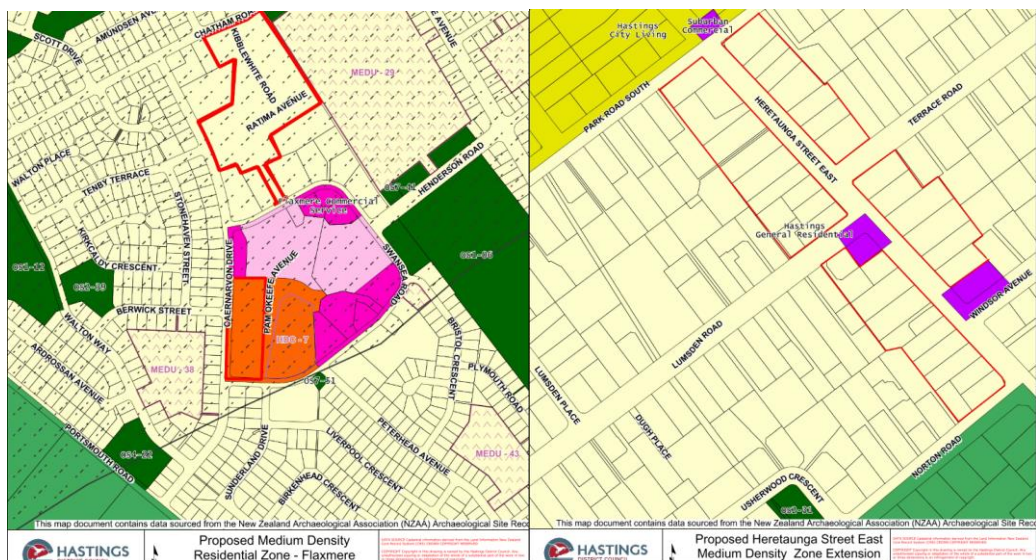 SCOTT DRIVE
AMUNDSEN AVENUE
CHATHAM ROAD
KIBBLEWHITE ROAD
RATIMA AVENUE
AVENUE
MEDU - 29
WALTON PLACE
TENBY TERRACE
STONEHAVEN STREET
HENDERSON ROAD
Flaxmere Commercial
Service
KIRKCALDY CRESCENT
CAERNARVON DRIVE
PAM OKEEFE AVENUE
SWANSEA ROAD
BERWICK STREET
WALTON WAY
ARDROSSAN AVENUE
MEDU - 38
BRISTOL CRESCENT
PLYMOUTH ROAD
PORTSMOUTH ROAD
SUNDERLAND DRIVE
LIVERPOOL CRESCENT
PETERHEAD AVENUE
BIRKENHEAD CRESCENT
MEDU - 43
This map document contains data sourced from the New Zealand Archaeological Association (NZAA) Archaeological Site Reco
HASTINGS
DISTRICT COUNCIL
N
Proposed Medium Density
Residential Zone - Flaxmere
Hastings
City Living
Suburban
Commercial
PARK ROAD SOUTH
HERETAUNGA STREET EAST
TERRACE ROAD
Hastings
General Residential
WINDSOR AVENUE
LUMSDEN ROAD
LUMSDEN PLACE
DUGH PLACE
NORTON ROAD
USHERWOOD CRESCENT
This map document contains data sourced from the New Zealand Archaeological Association (NZAA) Archaeological Site Rec
HASTINGS
DISTRICT COUNCIL
N
Proposed Heretaunga Street East
Medium Density Zone Extension